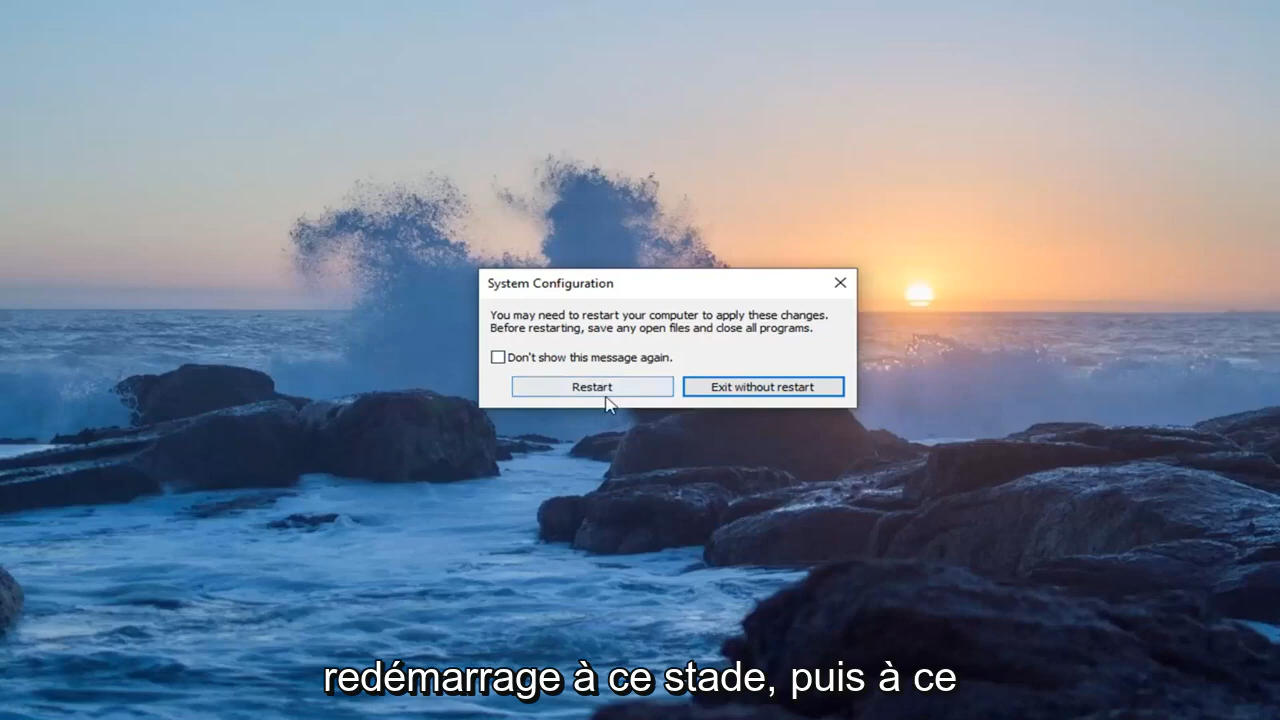 System Configuration
You may need to restart your computer to apply these changes.
Before restarting, save any open files and close all programs.
Don't show this message again.
Restart
Exit without restart
redémarrage à ce stade, puis à ce